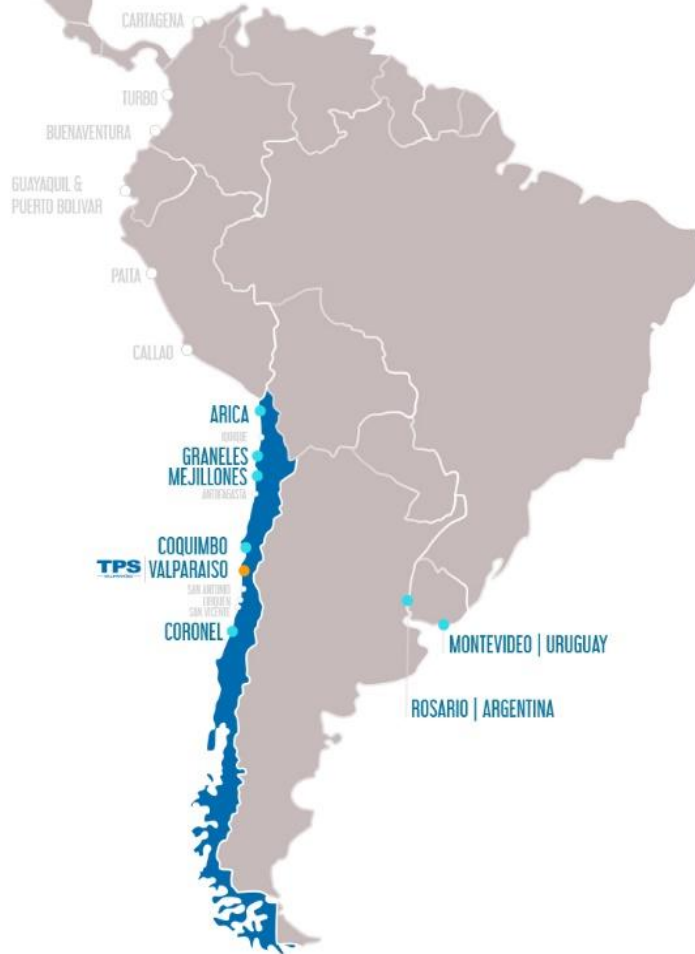 CARTAGENA
TURBO
BUENAVENTURA
GUAYAQUIL &
PUERTO BOLIVAR
PAITA
CALLAO
ARICA
IQUIQUE
GRANELES
MEJILLONES
ANTOFAGASTA
COQUIMBO
TPS
VALPARAÍSO
VALPARAISO
SAN ANTONIO
LIRQUEN
SAN VICENTE
CORONEL
MONTEVIDEO | URUGUAY
ROSARIO | ARGENTINA